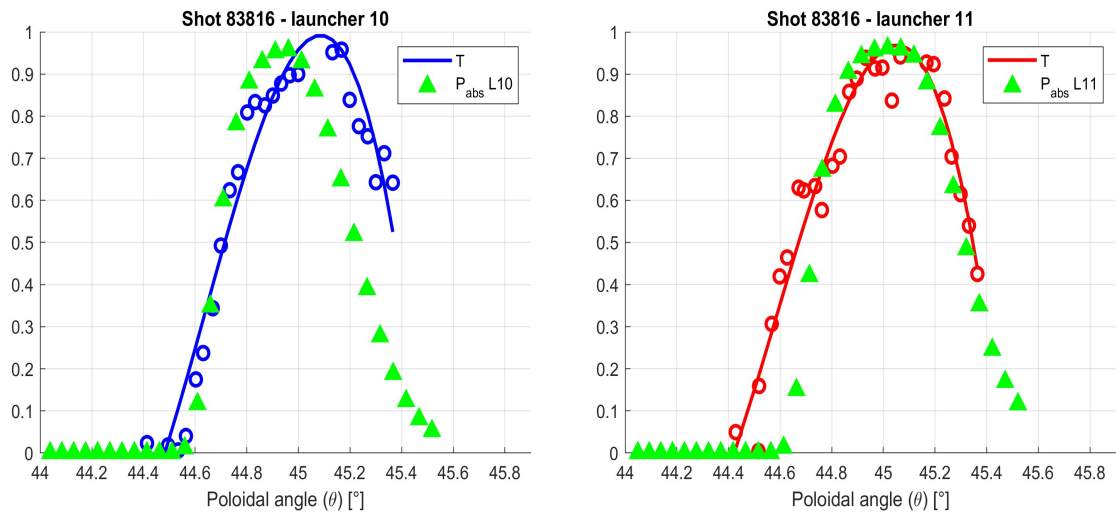 Shot 83816 - launcher 10
1
0.9
0.8
0.7
0.6
0.5
0.4
0.3
0.2
0.1
0
44 44.2 44.4 44.6 44.8 45 45.2 45.4 45.6 45.8
Poloidal angle (θ) [°]
T
P_abs L10
Shot 83816 - launcher 11
1
0.9
0.8
0.7
0.6
0.5
0.4
0.3
0.2
0.1
0
44 44.2 44.4 44.6 44.8 45 45.2 45.4 45.6 45.8
Poloidal angle (θ) [°]
T
P_abs L11